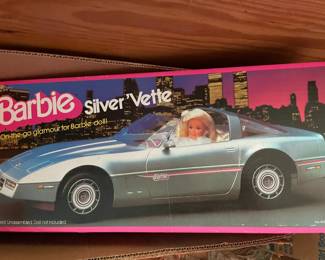 Barbie Silver 'Vette
On-the-go glamour for Barbie doll!
Unassembled. Doll not included.